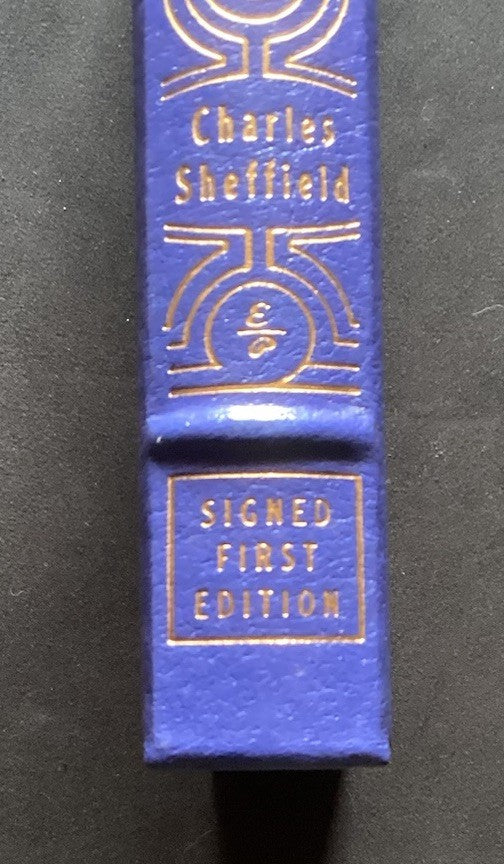 Charles
Sheffield
E
P
SIGNED
FIRST
EDITION